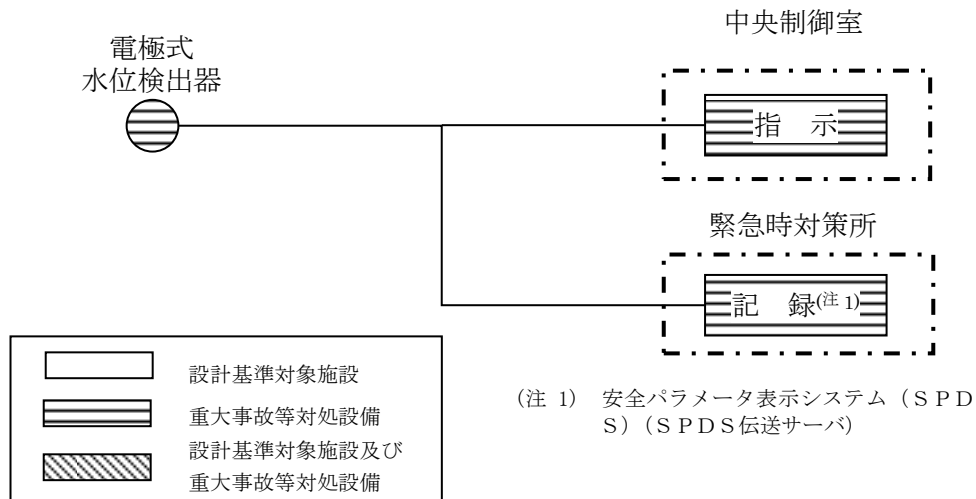 中央制御室
電極式
水位検出器
指　示
緊急時対策所
記　録(注 1)
設計基準対象施設
重大事故等対処設備
設計基準対象施設及び
重大事故等対処設備
(注 1)　安全パラメータ表示システム（ＳＰＤ
Ｓ）（ＳＰＤＳ伝送サーバ）